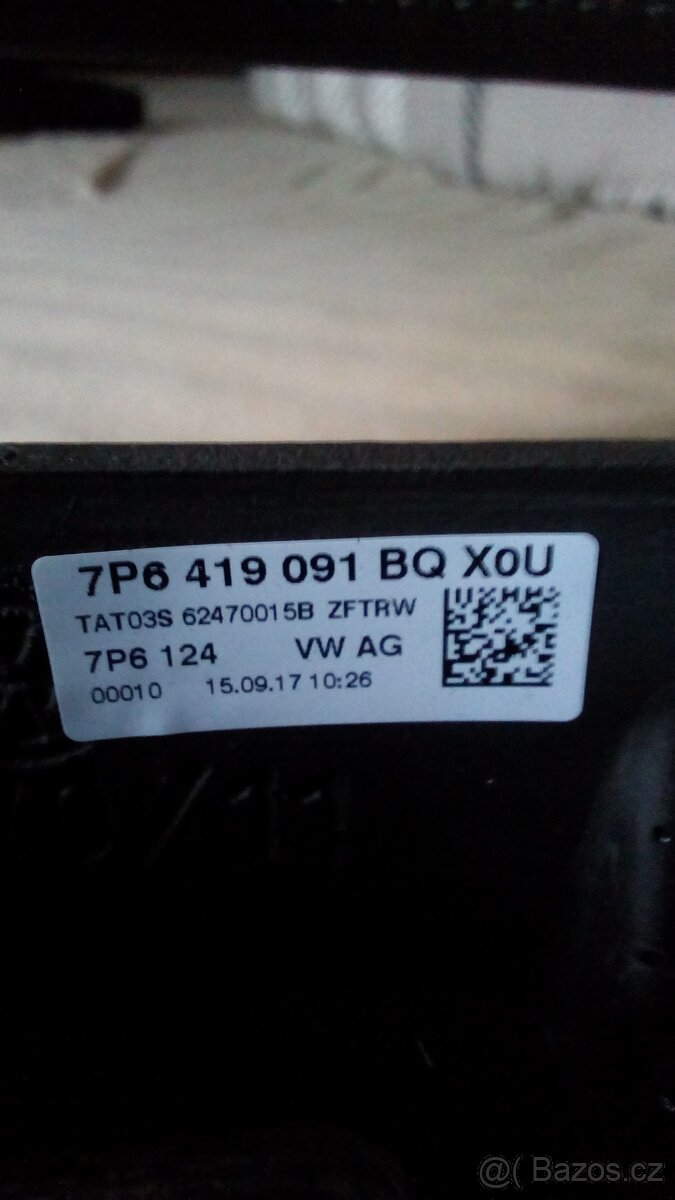 7P6 419 091 BQ X0U
TAT03S 62470015B ZFTRW
7P6 124 VW AG
00010 15.09.17 10:26
@( Bazos.cz